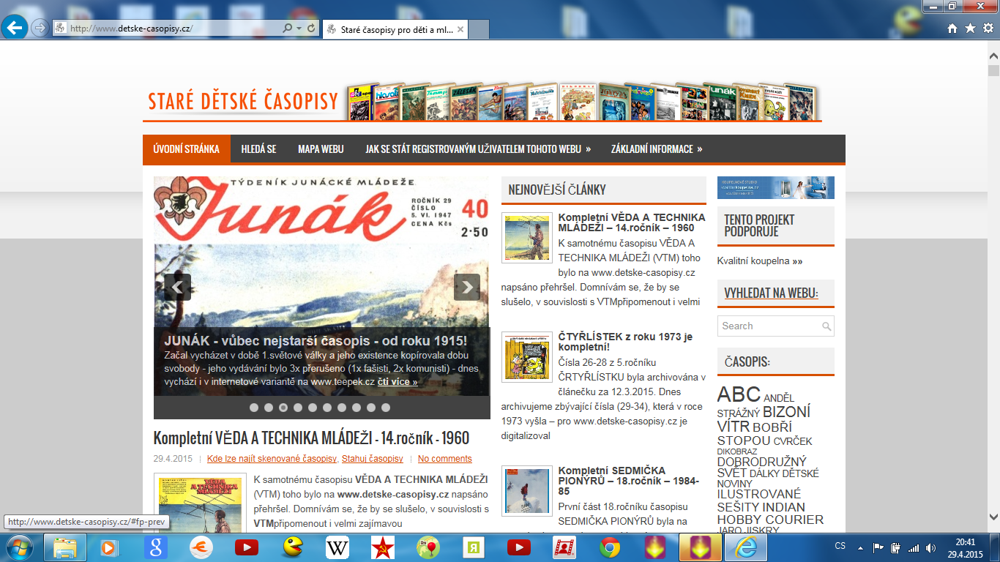 http://www.detske-casopisy.cz/
Staré časopisy pro děti a ml...
STARÉ DĚTSKÉ ČASOPISY
ÚVODNÍ STRÁNKA
HLEDÁ SE
MAPA WEBU
JAK SE STÁT REGISTROVANÝM UŽIVATELEM TOHOTO WEBU »
ZÁKLADNÍ INFORMACE »
TÝDENÍK JUNÁCKÉ MLÁDEŽE
Junák
ROČNÍK 29
ČÍSLO
5. VI. 1947
CENA Kčs
40
2·50
JUNÁK - vůbec nejstarší časopis - od roku 1915!
Začal vycházet v době 1.světové války a jeho existence kopírovala dobu
svobody - jeho vydávání bylo 3x přerušeno (1x fašisti, 2x komunisti) - dnes
vychází i v internetové variantě na www.teepek.cz čti více »
Kompletní VĚDA A TECHNIKA MLÁDEŽI - 14.ročník - 1960
29.4.2015
Kde lze najít skenované časopisy, Stahuj časopisy
No comments
VĚDA
A TECHNIKA
MLÁDEŽI
K samotnému časopisu VĚDA A TECHNIKA MLÁDEŽI
(VTM) toho bylo na www.detske-casopisy.cz napsáno
přehršel. Domnívám se, že by se slušelo, v souvislosti s
VTMpřipomenout i velmi zajímavou
NEJNOVĚJŠÍ ČLÁNKY
Kompletní VĚDA A TECHNIKA
MLÁDEŽI – 14.ročník – 1960
K samotnému časopisu VĚDA A
TECHNIKA MLÁDEŽI (VTM) toho
bylo na www.detske-casopisy.cz
napsáno přehršel. Domnívám se, že by se
slušelo, v souvislosti s VTMpřipomenout i velmi
ČTYŘLÍSTEK z roku 1973 je
kompletní!
Čísla 26-28 z 5.ročníku
ČRTYŘLÍSTKU byla archivována v
článečku za 12.3.2015. Dnes
archivujeme zbývající čísla (29-34), která v roce
1973 vyšla – pro www.detske-casopisy.cz je
digitalizoval
Kompletní SEDMIČKA
PIONÝRŮ – 18.ročník – 1984-
85
První část 18.ročníku časopisu
SEDMIČKA PIONÝRŮ byla na
KOUPELNOVÉ STUDIO
kvalitnikoupelna.cz
TENTO PROJEKT
PODPORUJE
Kvalitní koupelna »»
VYHLEDAT NA WEBU:
Search
ČASOPIS:
ABC ANDĚL
STRÁŽNÝ BIZONÍ
VÍTR BOBŘÍ
STOPOU CVRČEK
DIKOBRAZ
DOBRODRUŽNÝ
SVĚT DÁLKY DĚTSKÉ
NOVINY
ILUSTROVANÉ
SEŠITY INDIAN
HOBBY COURIER
JARO JISKRY
http://www.detske-casopisy.cz/#fp-prev
CS
20:41
29.4.2015